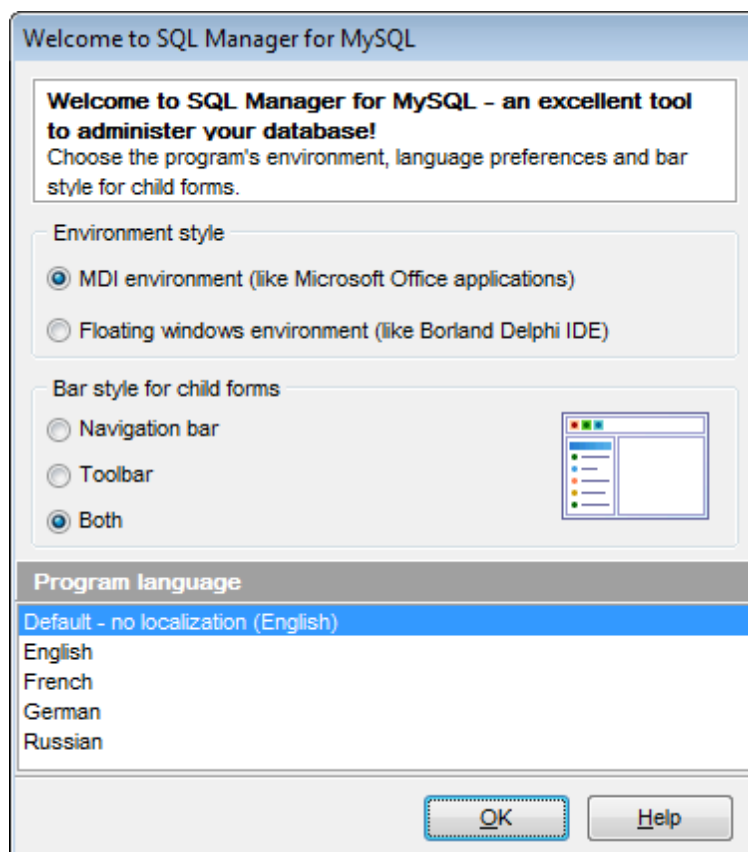 Welcome to SQL Manager for MySQL
Welcome to SQL Manager for MySQL - an excellent tool
to administer your database!
Choose the program's environment, language preferences and bar
style for child forms.
Environment style
MDI environment (like Microsoft Office applications)
Floating windows environment (like Borland Delphi IDE)
Bar style for child forms
Navigation bar
Toolbar
Both
Program language
Default - no localization (English)
English
French
German
Russian
OK
Help